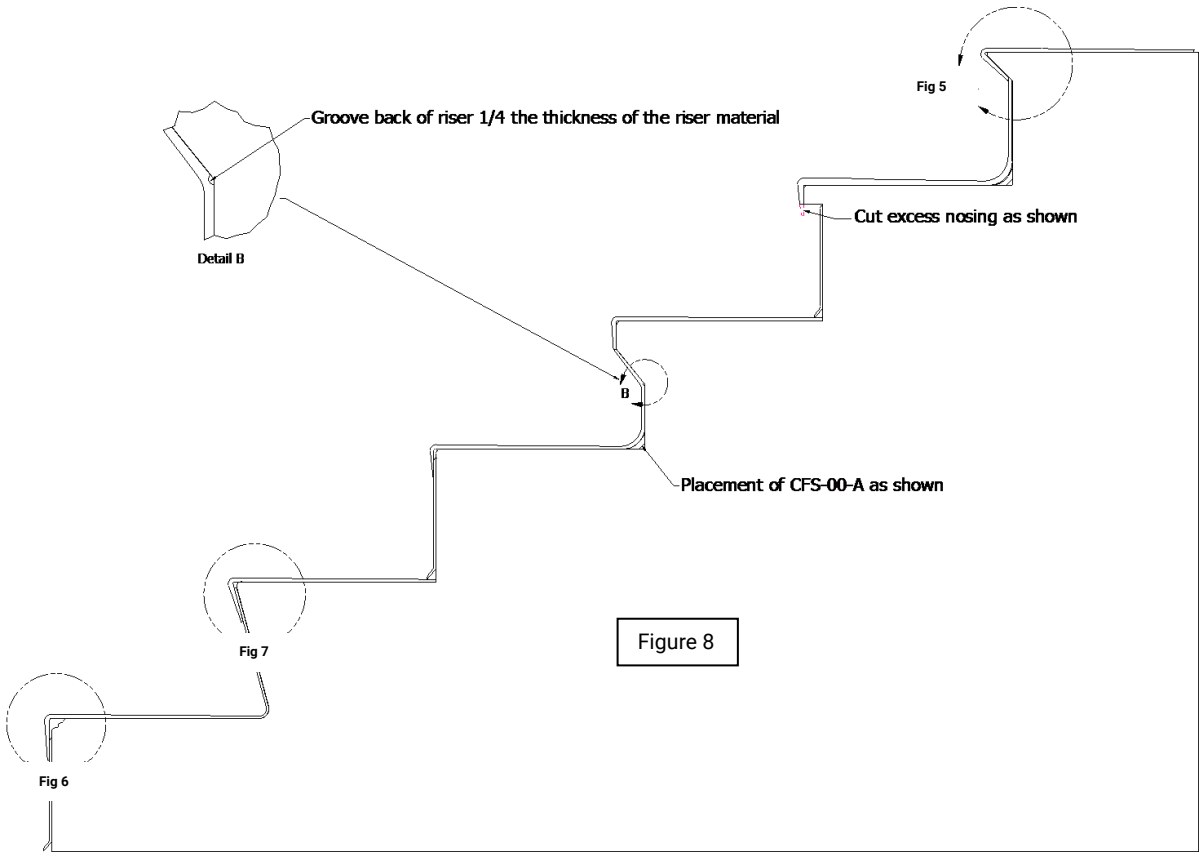 Fig 5
Groove back of riser 1/4 the thickness of the riser material
Cut excess nosing as shown
Detail B
B
Placement of CFS-00-A as shown
Figure 8
Fig 7
Fig 6